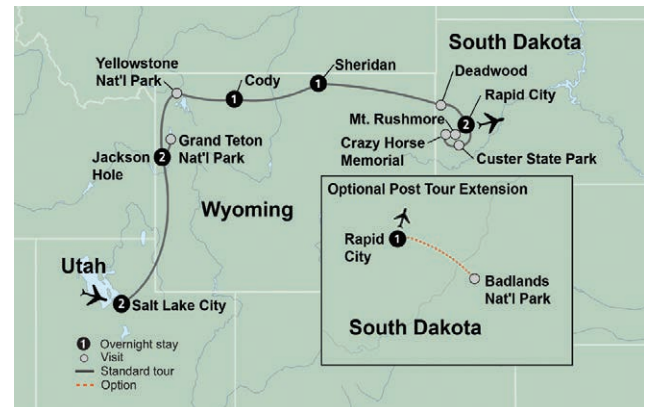 South Dakota
Yellowstone
Nat'l Park
Cody
Sheridan
Deadwood
Rapid City
Mt. Rushmore
Crazy Horse
Memorial
Custer State Park
Grand Teton
Nat'l Park
Jackson
Hole
Wyoming
Utah
Salt Lake City
1
1
2
2
2
Optional Post Tour Extension
Rapid
City
1
Badlands
Nat'l Park
South Dakota
1 Overnight stay
Visit
Standard tour
Option